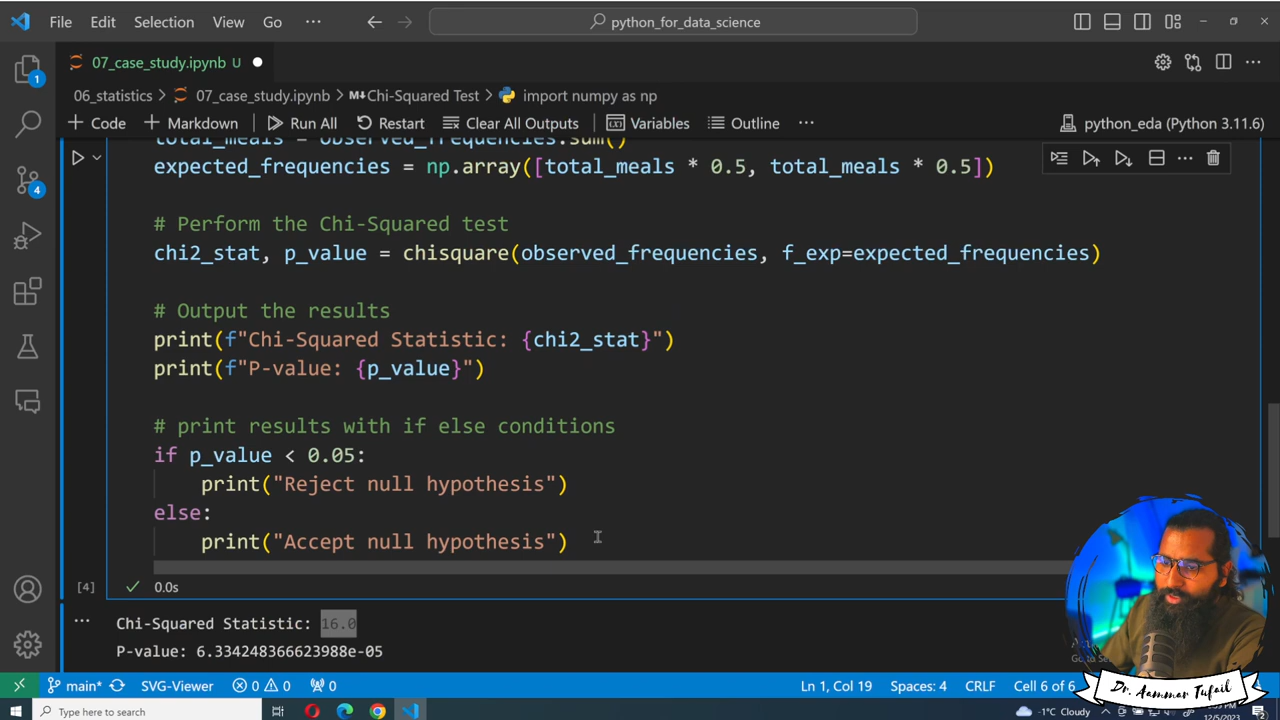 File Edit Selection View Go ··· python_for_data_science
07_case_study.ipynb U
06_statistics > 07_case_study.ipynb > Chi-Squared Test > import numpy as np
+ Code + Markdown Run All Restart Clear All Outputs Variables Outline ··· python_eda (Python 3.11.6)
total_meals = observed_frequencies.sum()
expected_frequencies = np.array([total_meals * 0.5, total_meals * 0.5])
# Perform the Chi-Squared test
chi2_stat, p_value = chisquare(observed_frequencies, f_exp=expected_frequencies)
# Output the results
print(f"Chi-Squared Statistic: {chi2_stat}")
print(f"P-value: {p_value}")
# print results with if else conditions
if p_value < 0.05:
print("Reject null hypothesis")
else:
print("Accept null hypothesis")
[4] 0.0s
Chi-Squared Statistic: 16.0
P-value: 6.334248366623988e-05
1
4
main* SVG-Viewer 0 0 0 Ln 1, Col 19 Spaces: 4 CRLF Cell 6 of 6
Dr. Aammar Tufail
Type here to search -1°C Cloudy 12/5/2023